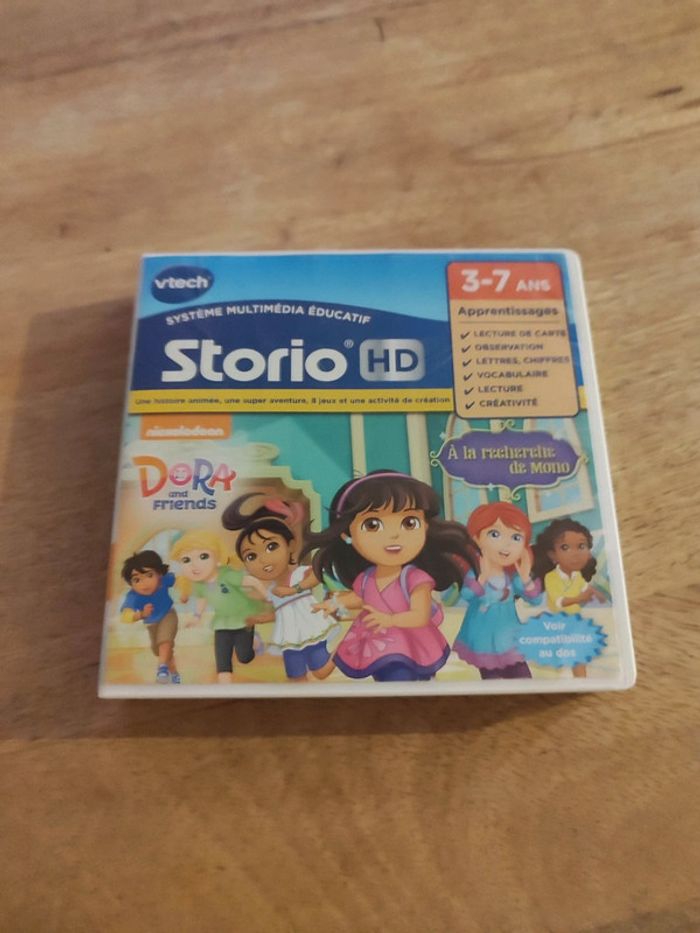 vtech
3-7 ANS
SYSTÈME MULTIMÉDIA ÉDUCATIF
Apprentissages
Storio® HD
LECTURE DE CARTE
OBSERVATION
LETTRES, CHIFFRES
VOCABULAIRE
LECTURE
CRÉATIVITÉ
Une histoire animée, une super aventure, 8 jeux et une activité de création
nickelodeon
DORA
and
FRIENDS
À la recherche
de Mono
Voir
compatibilité
au dos